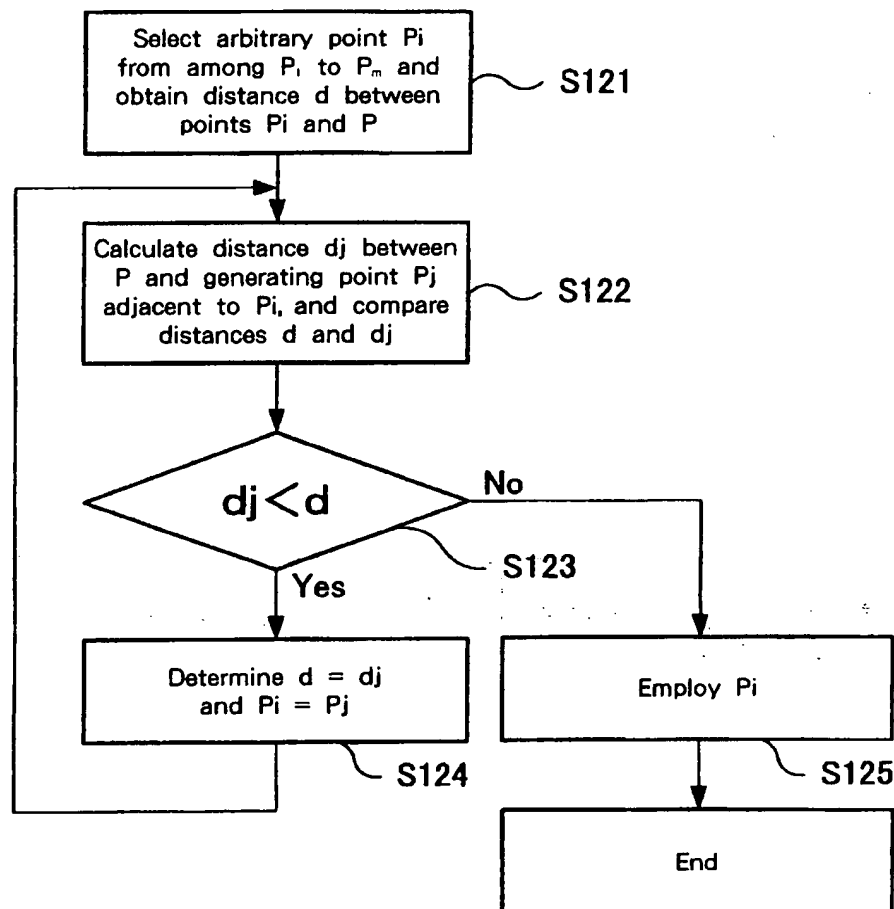 Select arbitrary point Pi
from among P₁ to Pₘ and
obtain distance d between
points Pi and P
S121
Calculate distance dj between
P and generating point Pj
adjacent to Pi, and compare
distances d and dj
S122
dj<d
No
S123
Yes
Determine d = dj
and Pi = Pj
S124
Employ Pi
S125
End